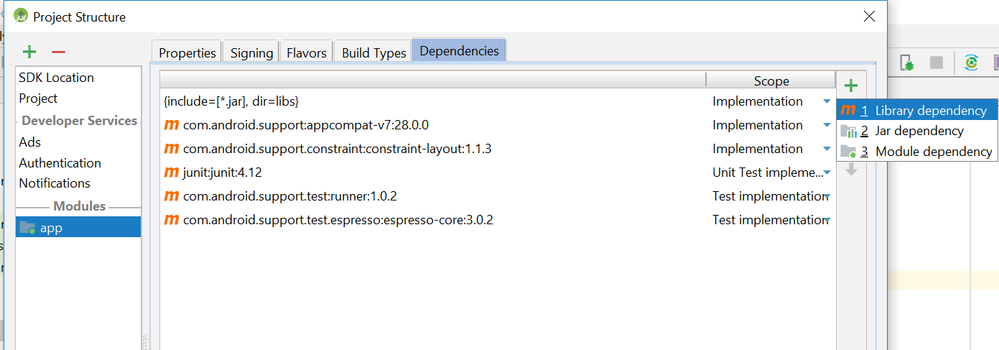 Project Structure
Properties Signing Flavors Build Types Dependencies
SDK Location
Project
Developer Services
Ads
Authentication
Notifications
Modules
app
Scope
{include=[*.jar], dir=libs} Implementation
m com.android.support:appcompat-v7:28.0.0 Implementation
m com.android.support.constraint:constraint-layout:1.1.3 Implementation
m junit:junit:4.12 Unit Test impleme...
m com.android.support.test:runner:1.0.2 Test implementation
m com.android.support.test.espresso:espresso-core:3.0.2 Test implementation
m 1 Library dependency
2 Jar dependency
3 Module dependency